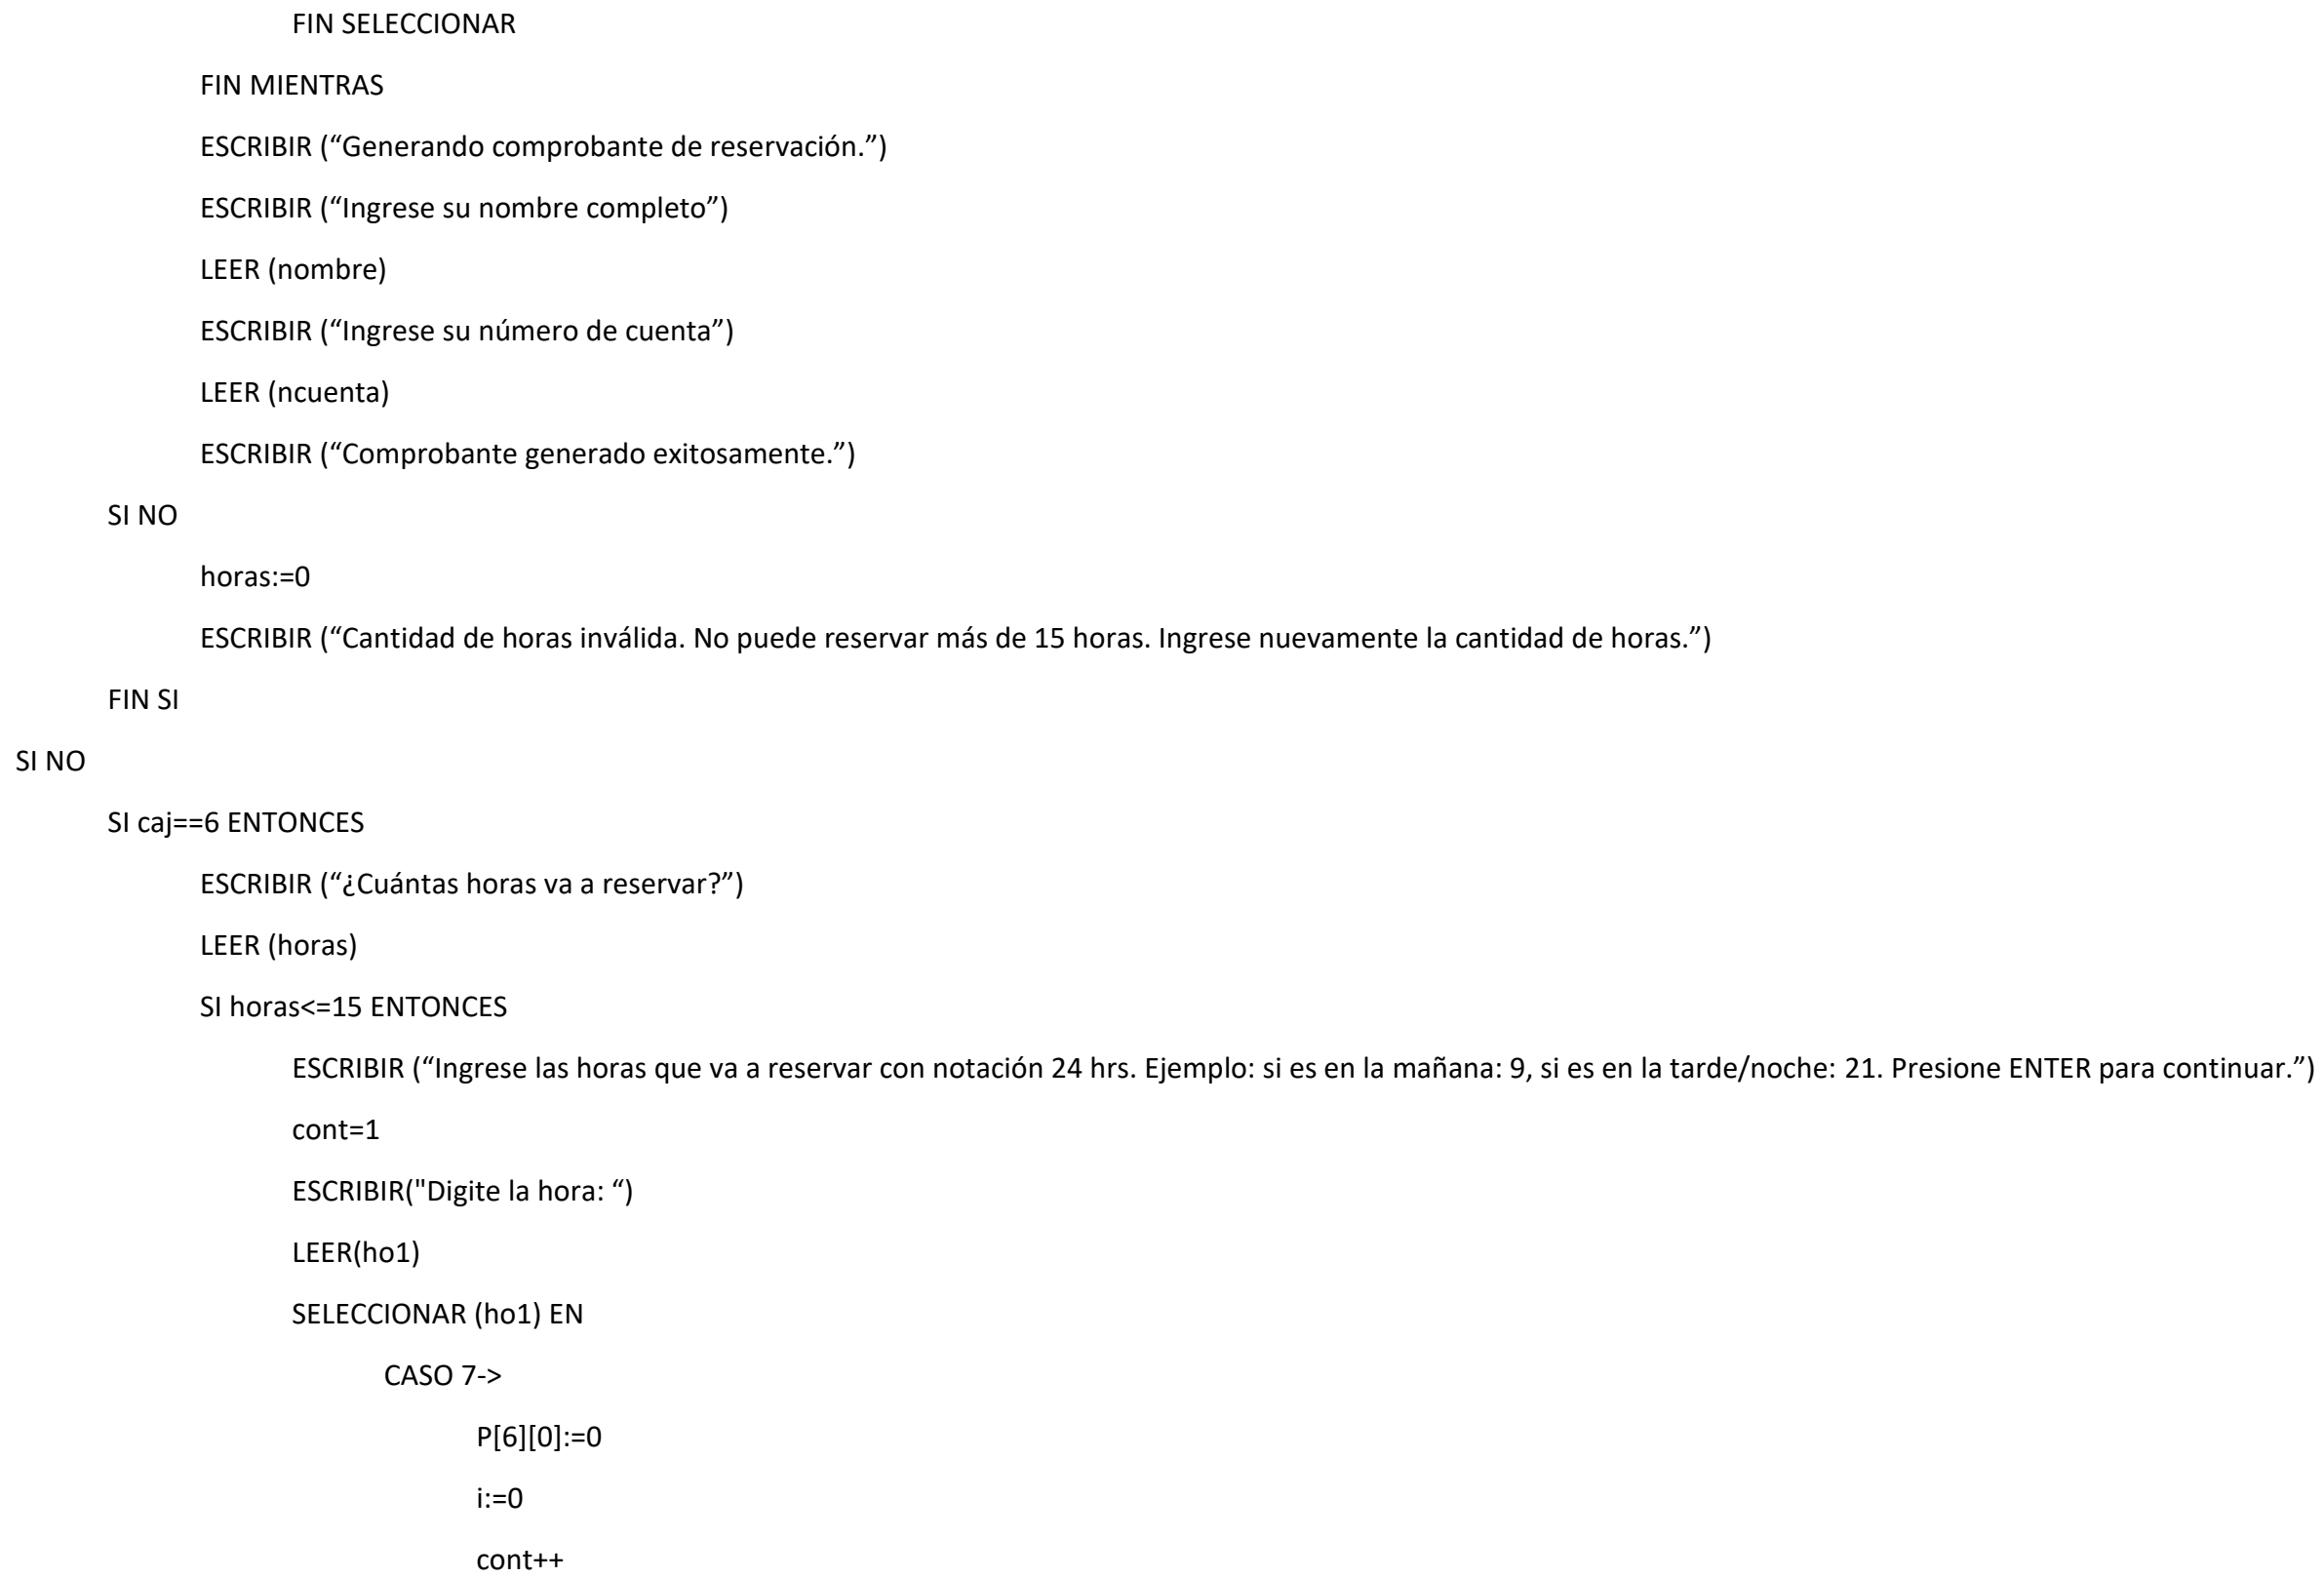 FIN SELECCIONAR
FIN MIENTRAS
ESCRIBIR (“Generando comprobante de reservación.”)
ESCRIBIR (“Ingrese su nombre completo”)
LEER (nombre)
ESCRIBIR (“Ingrese su número de cuenta”)
LEER (ncuenta)
ESCRIBIR (“Comprobante generado exitosamente.”)
SI NO
horas:=0
ESCRIBIR (“Cantidad de horas inválida. No puede reservar más de 15 horas. Ingrese nuevamente la cantidad de horas.”)
FIN SI
SI NO
SI caj==6 ENTONCES
ESCRIBIR (“¿Cuántas horas va a reservar?”)
LEER (horas)
SI horas<=15 ENTONCES
ESCRIBIR (“Ingrese las horas que va a reservar con notación 24 hrs. Ejemplo: si es en la mañana: 9, si es en la tarde/noche: 21. Presione ENTER para continuar.”)
cont=1
ESCRIBIR("Digite la hora: “)
LEER(ho1)
SELECCIONAR (ho1) EN
CASO 7->
P[6][0]:=0
i:=0
cont++